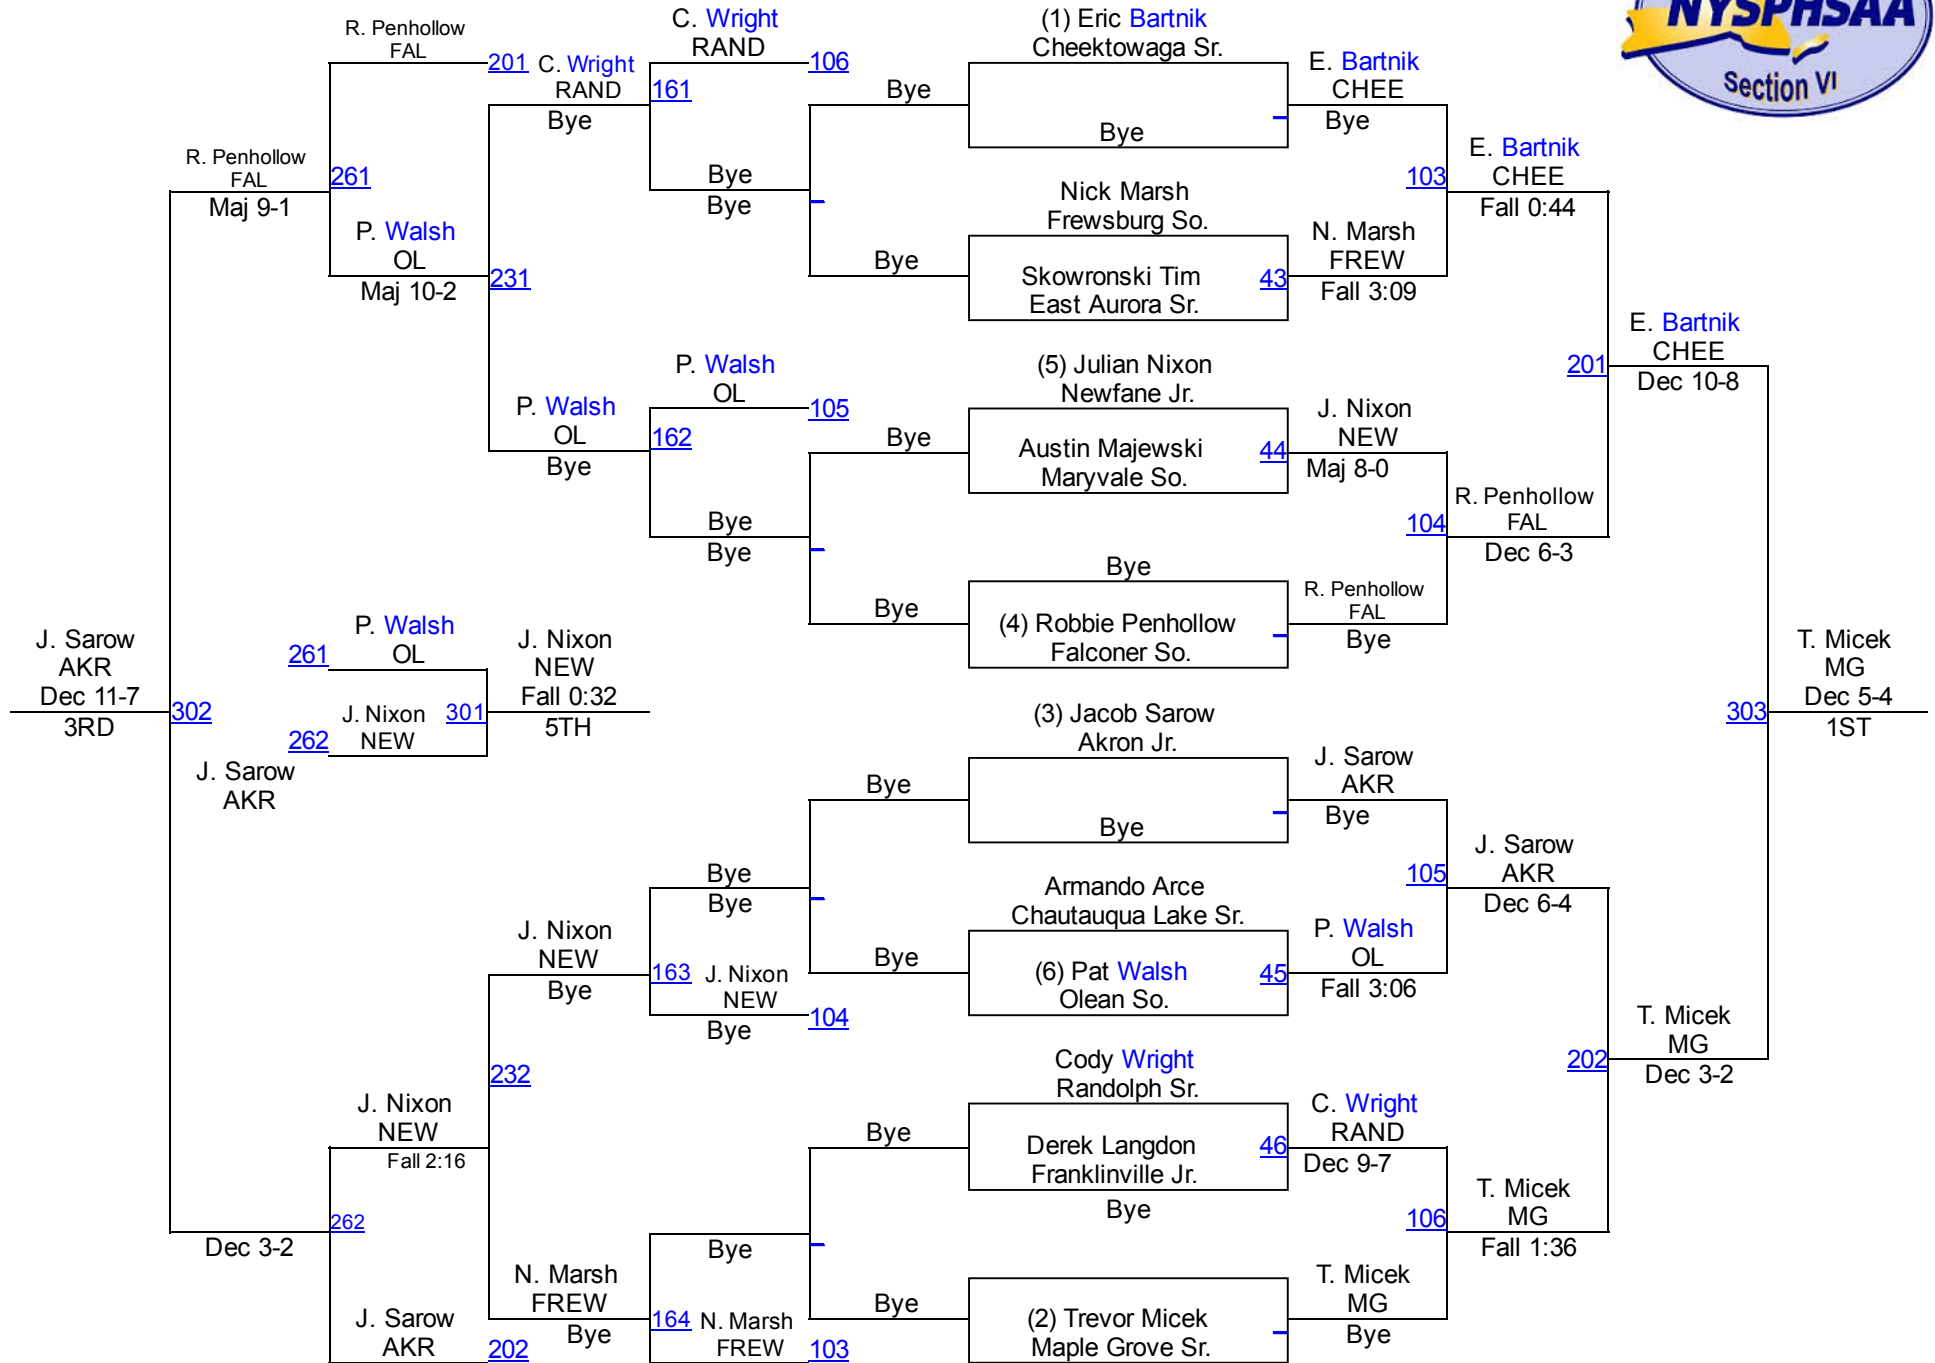 NYSPHSAA
Section VI
R. Penhollow
FAL
201
C. Wright
RAND
Bye
161
C. Wright
RAND
106
Bye
Bye
Bye
Bye
R. Penhollow
FAL
Maj 9-1
261
P. Walsh
OL
Maj 10-2
231
P. Walsh
OL
Bye
162
P. Walsh
OL
105
Bye
Bye
Bye
Bye
(1) Eric Bartnik
Cheektowaga Sr.
Bye
Nick Marsh
Frewsburg So.
Skowronski Tim
East Aurora Sr.
43
(5) Julian Nixon
Newfane Jr.
Austin Majewski
Maryvale So.
44
Bye
(4) Robbie Penhollow
Falconer So.
E. Bartnik
CHEE
Bye
103
N. Marsh
FREW
Fall 3:09
E. Bartnik
CHEE
Fall 0:44
J. Nixon
NEW
Maj 8-0
104
R. Penhollow
FAL
Bye
R. Penhollow
FAL
Dec 6-3
201
E. Bartnik
CHEE
Dec 10-8
J. Sarow
AKR
Dec 11-7
3RD
302
261
P. Walsh
OL
262
J. Nixon
NEW
301
J. Nixon
NEW
Fall 0:32
5TH
J. Sarow
AKR
T. Micek
MG
Dec 5-4
1ST
303
(3) Jacob Sarow
Akron Jr.
Bye
Armando Arce
Chautauqua Lake Sr.
(6) Pat Walsh
Olean So.
45
Cody Wright
Randolph Sr.
Derek Langdon
Franklinville Jr.
46
Bye
(2) Trevor Micek
Maple Grove Sr.
J. Sarow
AKR
Bye
105
P. Walsh
OL
Fall 3:06
J. Sarow
AKR
Dec 6-4
C. Wright
RAND
Dec 9-7
106
T. Micek
MG
Bye
T. Micek
MG
Fall 1:36
202
T. Micek
MG
Dec 3-2
Bye
Bye
Bye
Bye
J. Nixon
NEW
Bye
163
J. Nixon
NEW
Bye
104
232
J. Nixon
NEW
Fall 2:16
Dec 3-2
262
J. Sarow
AKR
202
N. Marsh
FREW
Bye
164
N. Marsh
FREW
103
Bye
Bye
Bye